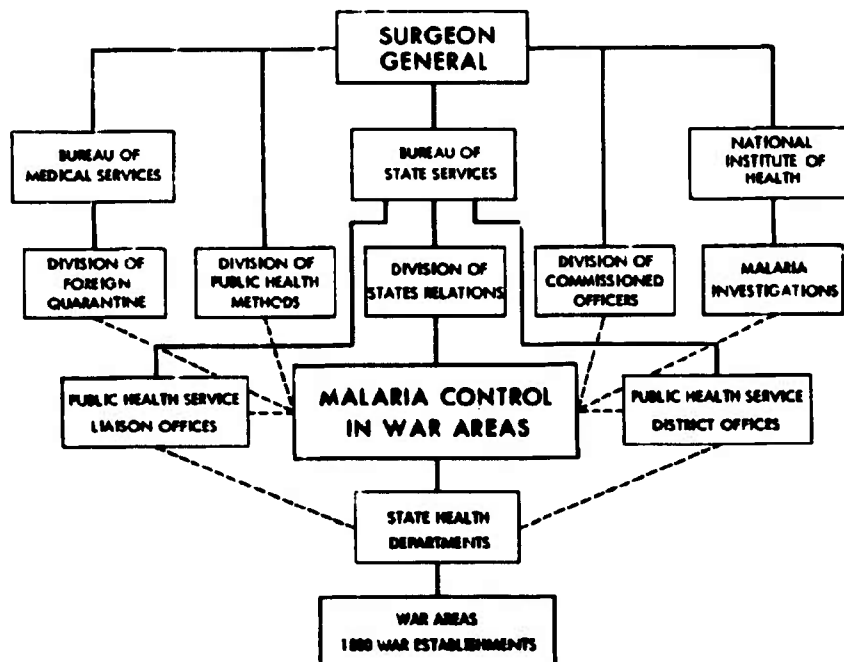 SURGEON
GENERAL
BUREAU OF
MEDICAL SERVICES
BUREAU OF
STATE SERVICES
NATIONAL
INSTITUTE OF
HEALTH
DIVISION OF
FOREIGN
QUARANTINE
DIVISION OF
PUBLIC HEALTH
METHODS
DIVISION OF
STATES RELATIONS
DIVISION OF
COMMISSIONED
OFFICERS
MALARIA
INVESTIGATIONS
PUBLIC HEALTH SERVICE
LIAISON OFFICES
MALARIA CONTROL
IN WAR AREAS
PUBLIC HEALTH SERVICE
DISTRICT OFFICES
STATE HEALTH
DEPARTMENTS
WAR AREAS
WAR ESTABLISHMENTS